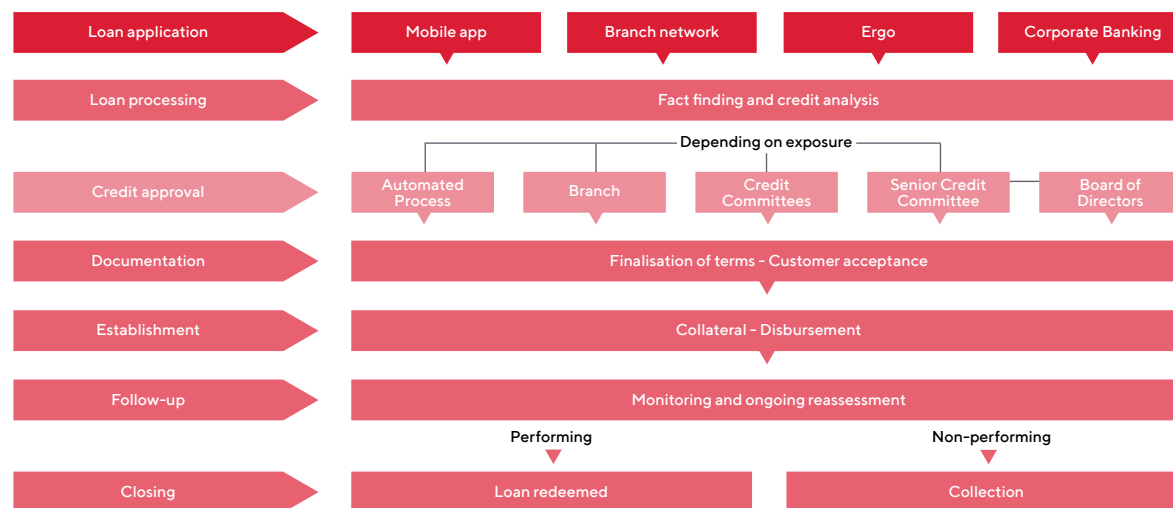 Loan application
Mobile app
Branch network
Ergo
Corporate Banking
Loan processing
Fact finding and credit analysis
Depending on exposure
Credit approval
Automated
Process
Branch
Credit
Committees
Senior Credit
Committee
Board of
Directors
Documentation
Finalisation of terms - Customer acceptance
Establishment
Collateral - Disbursement
Follow-up
Monitoring and ongoing reassessment
Performing
Non-performing
Closing
Loan redeemed
Collection